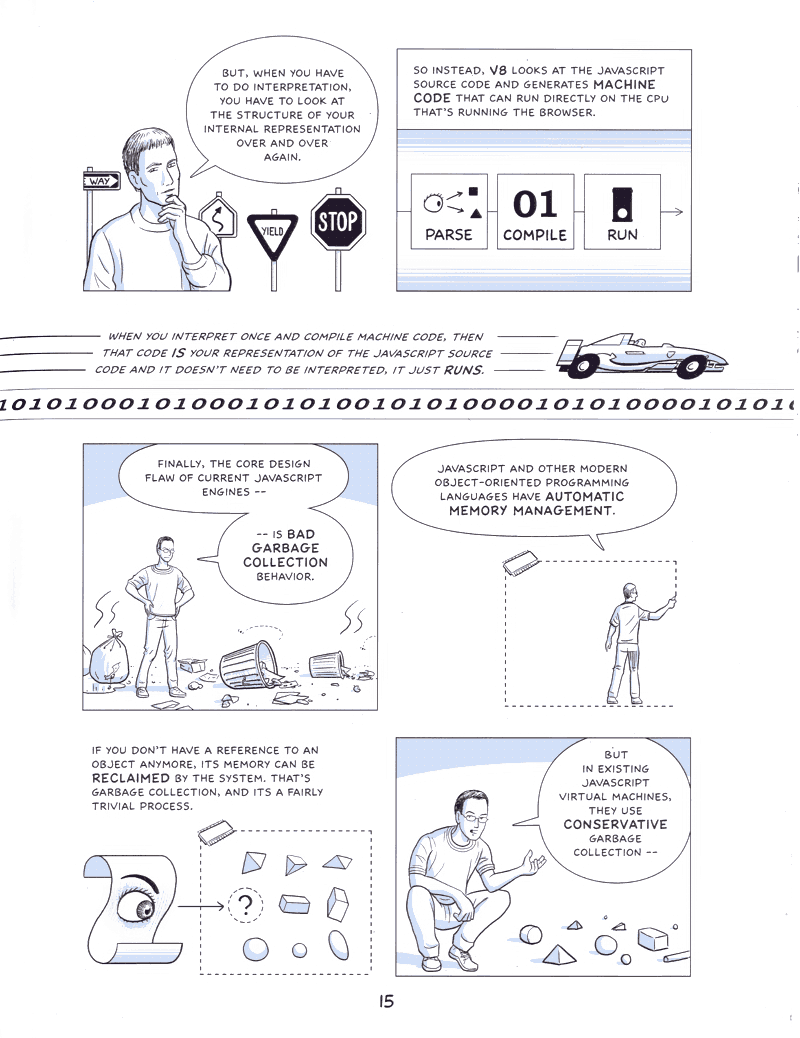 BUT, WHEN YOU HAVE
TO DO INTERPRETATION,
YOU HAVE TO LOOK AT
THE STRUCTURE OF YOUR
INTERNAL REPRESENTATION
OVER AND OVER
AGAIN.
E WAY
YIELD
STOP
SO INSTEAD, V8 LOOKS AT THE JAVASCRIPT
SOURCE CODE AND GENERATES MACHINE
CODE THAT CAN RUN DIRECTLY ON THE CPU
THAT'S RUNNING THE BROWSER.
PARSE
01
COMPILE
RUN
WHEN YOU INTERPRET ONCE AND COMPILE MACHINE CODE, THEN
THAT CODE IS YOUR REPRESENTATION OF THE JAVASCRIPT SOURCE
CODE AND IT DOESN'T NEED TO BE INTERPRETED, IT JUST RUNS.
10101000101000101010100101010000101010100001010101
FINALLY, THE CORE DESIGN
FLAW OF CURRENT JAVASCRIPT
ENGINES --
-- IS BAD
GARBAGE
COLLECTION
BEHAVIOR.
JAVASCRIPT AND OTHER MODERN
OBJECT-ORIENTED PROGRAMMING
LANGUAGES HAVE AUTOMATIC
MEMORY MANAGEMENT.
IF YOU DON'T HAVE A REFERENCE TO AN
OBJECT ANYMORE, ITS MEMORY CAN BE
RECLAIMED BY THE SYSTEM. THAT'S
GARBAGE COLLECTION, AND ITS A FAIRLY
TRIVIAL PROCESS.
?
BUT
IN EXISTING
JAVASCRIPT
VIRTUAL MACHINES,
THEY USE
CONSERVATIVE
GARBAGE
COLLECTION --
15